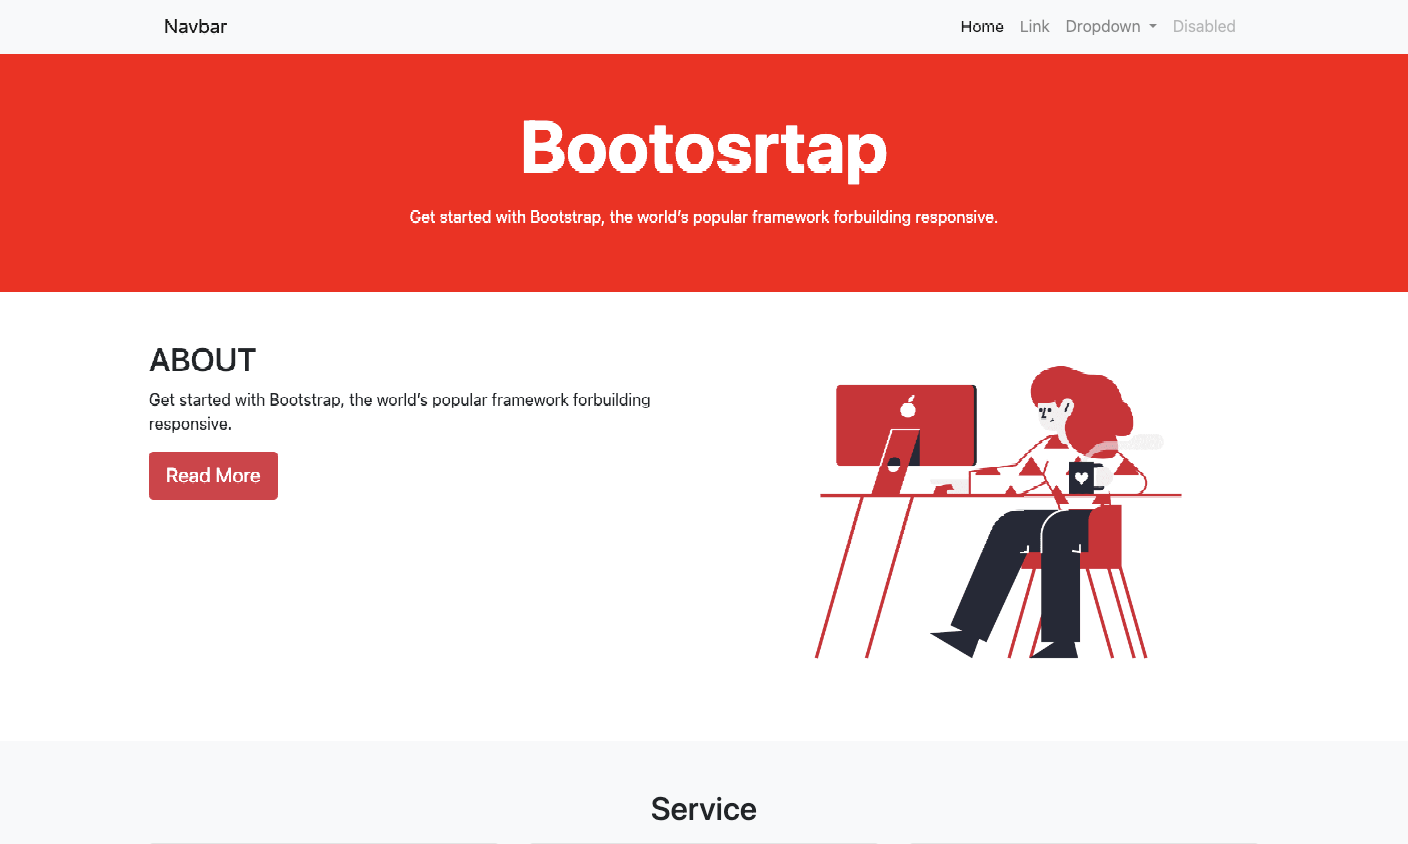 Navbar
Home Link Dropdown Disabled
Bootosrtap
Get started with Bootstrap, the world's popular framework forbuilding responsive.
ABOUT
Get started with Bootstrap, the world's popular framework forbuilding
responsive.
Read More
Service